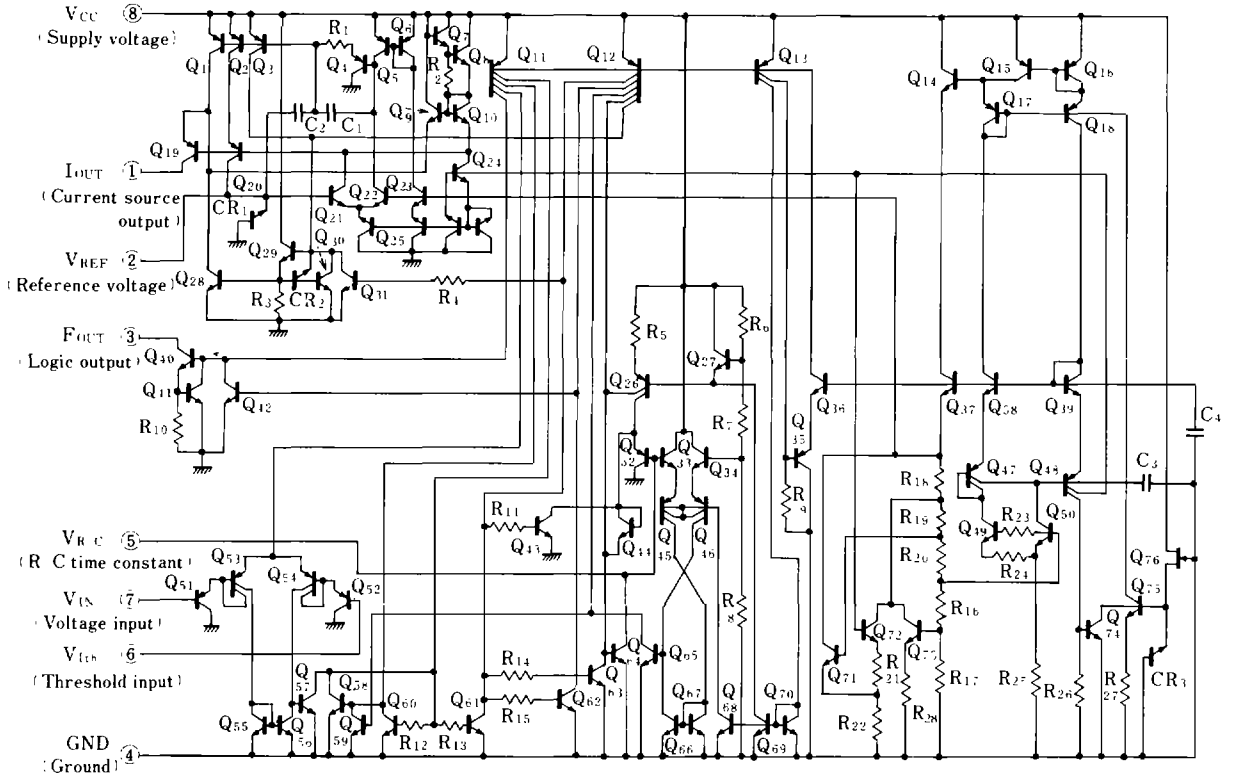 Vcc ⑧
(Supply voltage)
Q1
Q2
Q3
R1
Q4
Q5
Q6
Q7
Q8
R2
Q9
Q10
Q11
Q12
Q13
Q14
Q15
Q16
Q17
Q18
C2
C1
Q19
IOUT ①
(Current source output)
Q20
CR1
Q21
Q22
Q23
Q24
Q25
VREF ②
(Reference voltage)
Q28
Q29
Q30
R3
CR2
Q31
R4
FOUT ③
(Logic output)
Q40
Q41
Q42
R10
R5
Q26
Q27
R6
R7
Q32
Q33
Q34
Q35
Q36
R9
Q37
Q38
Q39
C4
R11
Q43
Q44
Q45
Q46
R8
R18
R19
R20
R16
R17
Q47
Q48
C3
Q49
R23
Q50
R24
VR C ⑤
(R C time constant)
Q53
Q54
Q51
Q52
VIN ⑦
(Voltage input)
VIth ⑥
(Threshold input)
Q55
Q56
Q57
Q58
Q59
Q60
R12
R13
Q61
R14
R15
Q62
Q63
Q64
Q65
Q66
Q67
Q68
Q69
Q70
Q71
Q72
R21
R22
R28
R25
R26
Q74
Q75
Q76
R27
CR3
GND ④
(Ground)